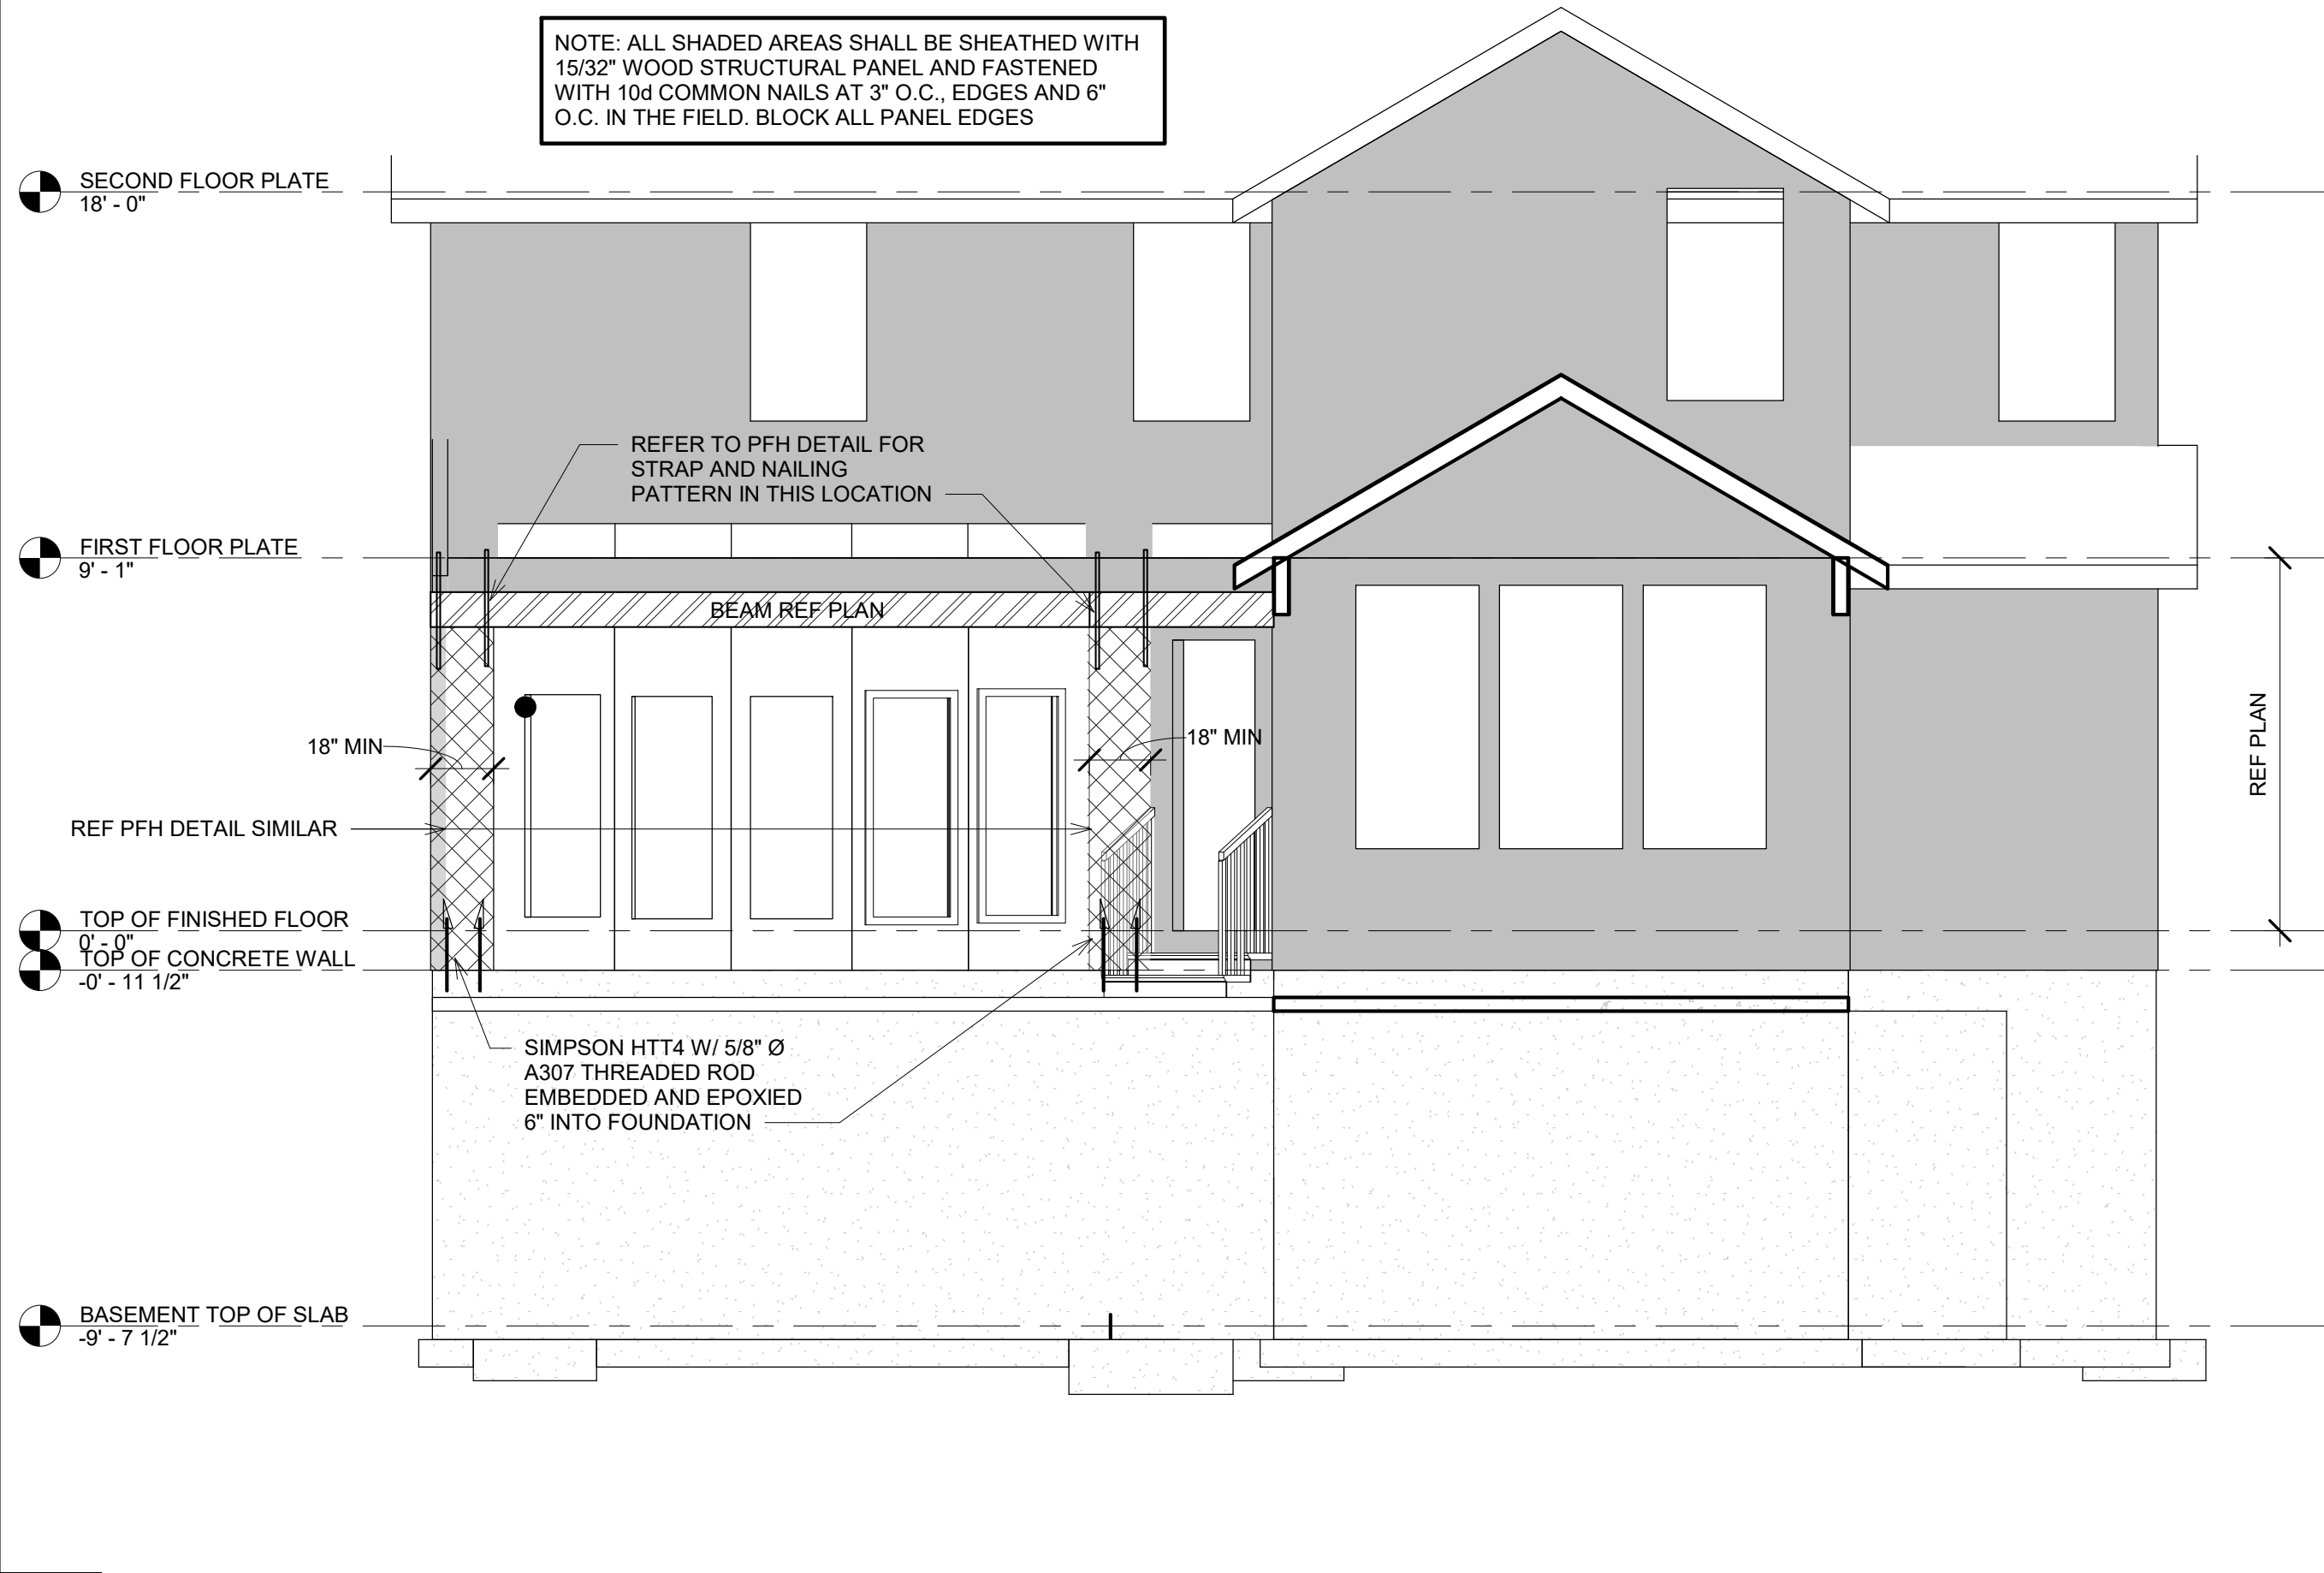 NOTE: ALL SHADED AREAS SHALL BE SHEATHED WITH
15/32" WOOD STRUCTURAL PANEL AND FASTENED
WITH 10d COMMON NAILS AT 3" O.C., EDGES AND 6"
O.C. IN THE FIELD. BLOCK ALL PANEL EDGES
SECOND FLOOR PLATE
18' - 0"
REFER TO PFH DETAIL FOR
STRAP AND NAILING
PATTERN IN THIS LOCATION
FIRST FLOOR PLATE
9' - 1"
BEAM REF PLAN
18" MIN
18" MIN
REF PLAN
REF PFH DETAIL SIMILAR
TOP OF FINISHED FLOOR
0' - 0"
TOP OF CONCRETE WALL
-0' - 11 1/2"
SIMPSON HTT4 W/ 5/8" Ø
A307 THREADED ROD
EMBEDDED AND EPOXIED
6" INTO FOUNDATION
BASEMENT TOP OF SLAB
-9' - 7 1/2"